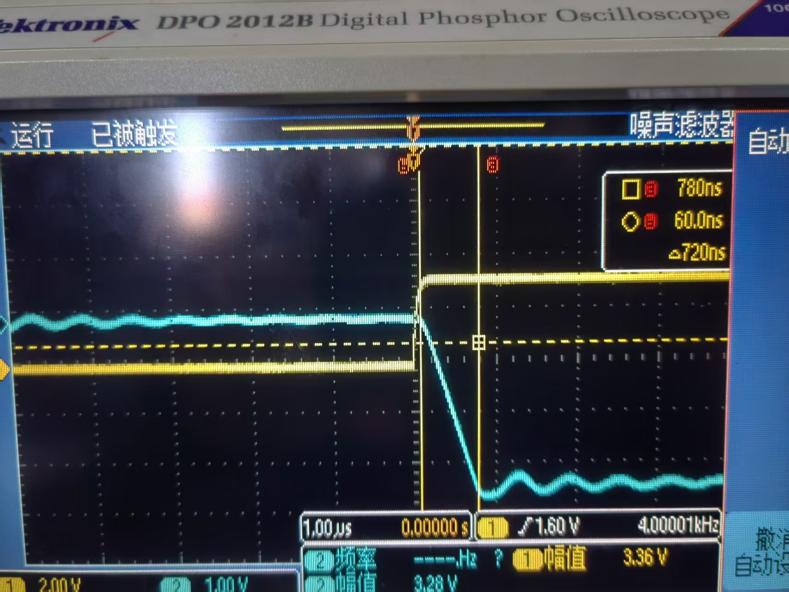 ektronix DPO 2012B Digital Phosphor Oscilloscope
运行 已被触发 噪声滤波器
自动
780ns
60.0ns
△720ns
1.00 µs 0.00000 s 1 1.60 V 4.00001kHz
2 频率 ----.Hz ? 1 幅值 3.36 V
2 幅值 3.28 V
1 2.00 V 2 1.00 V
撤消
自动设